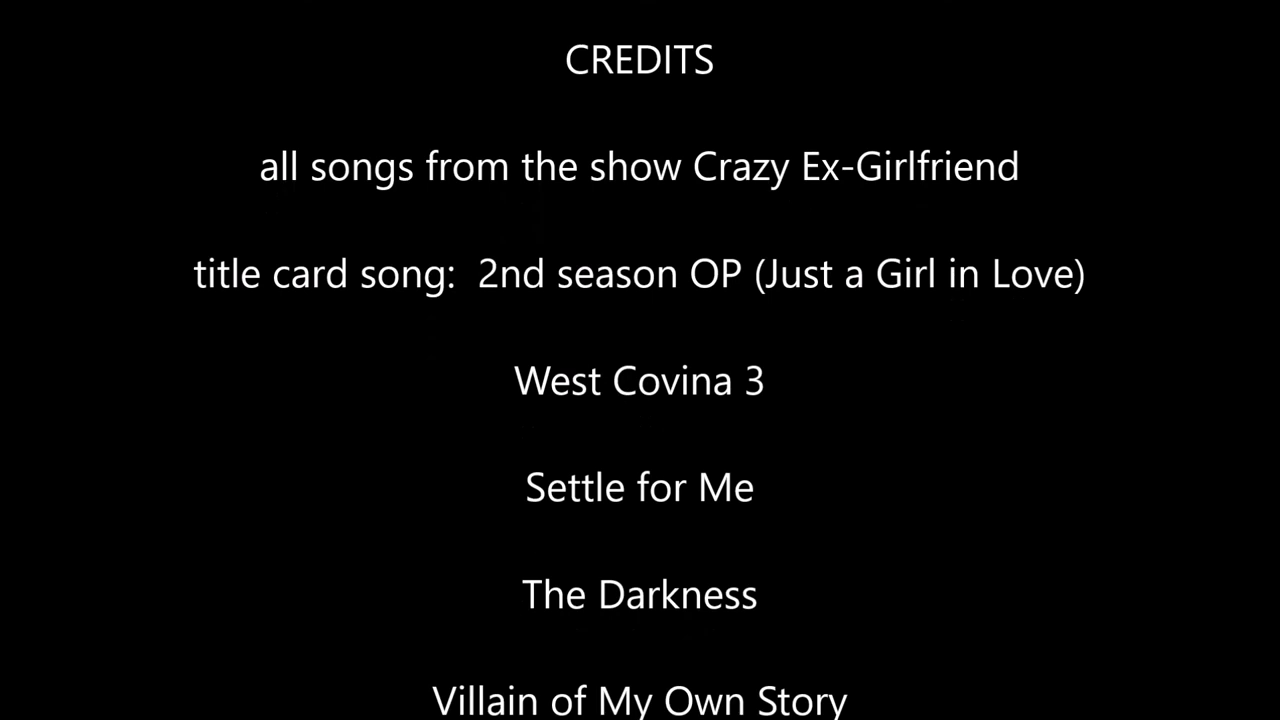 CREDITS
all songs from the show Crazy Ex-Girlfriend
title card song:  2nd season OP (Just a Girl in Love)
West Covina 3
Settle for Me
The Darkness
Villain of My Own Story